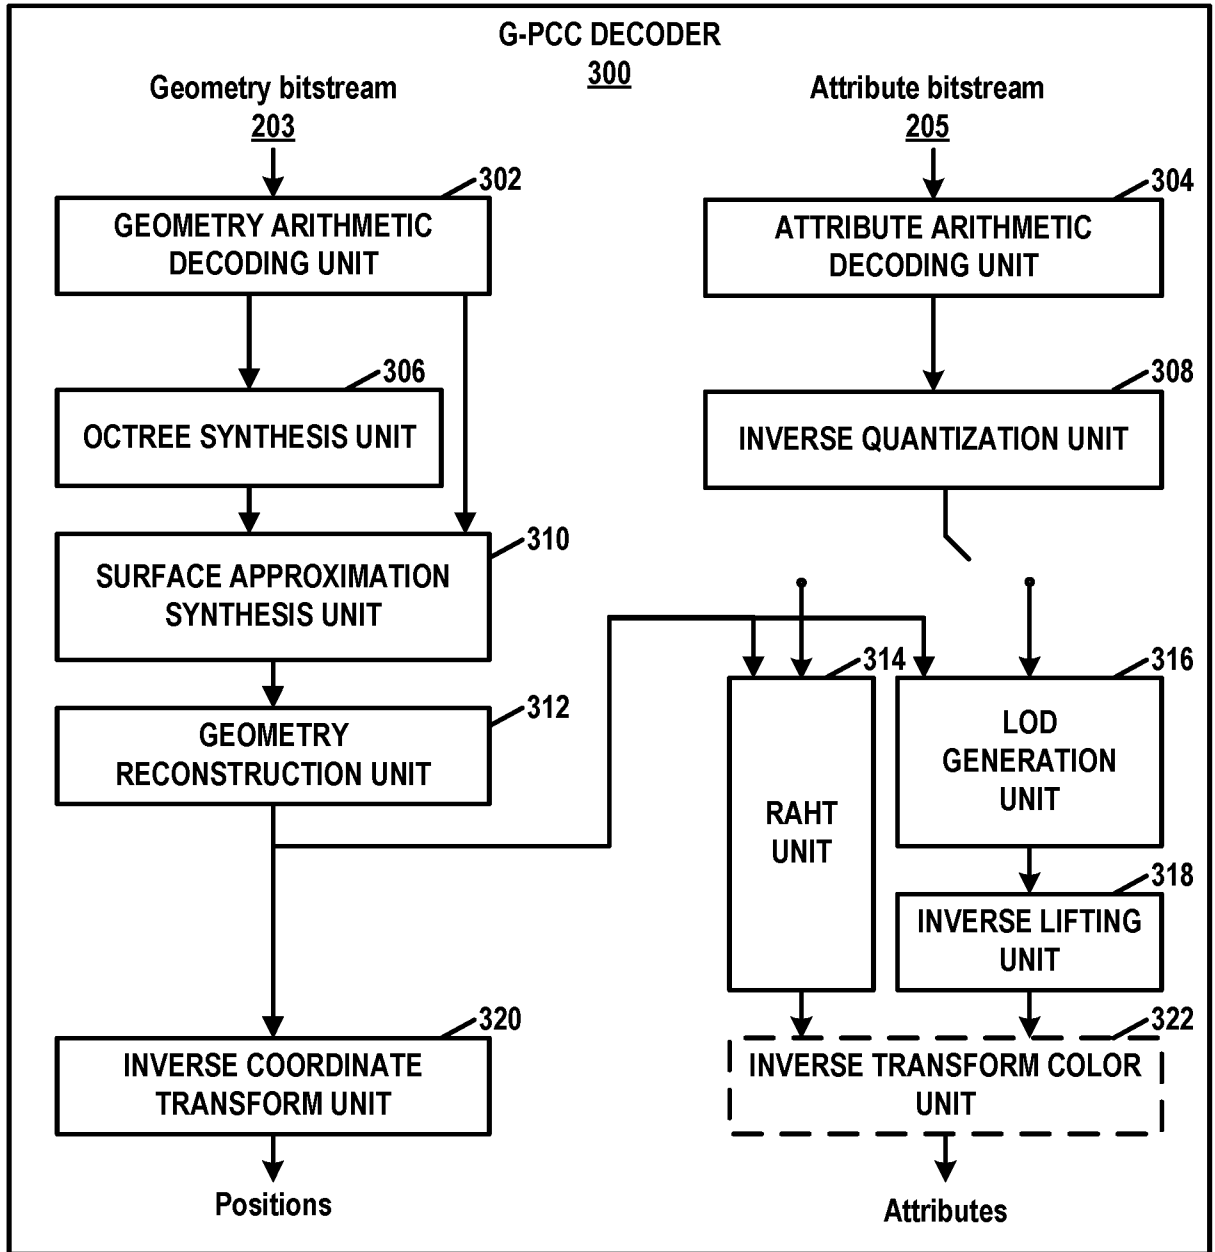 G-PCC DECODER
300
Geometry bitstream
203
Attribute bitstream
205
302
GEOMETRY ARITHMETIC
DECODING UNIT
304
ATTRIBUTE ARITHMETIC
DECODING UNIT
306
OCTREE SYNTHESIS UNIT
308
INVERSE QUANTIZATION UNIT
310
SURFACE APPROXIMATION
SYNTHESIS UNIT
312
GEOMETRY
RECONSTRUCTION UNIT
314
RAHT
UNIT
316
LOD
GENERATION
UNIT
318
INVERSE LIFTING
UNIT
320
INVERSE COORDINATE
TRANSFORM UNIT
322
INVERSE TRANSFORM COLOR
UNIT
Positions
Attributes